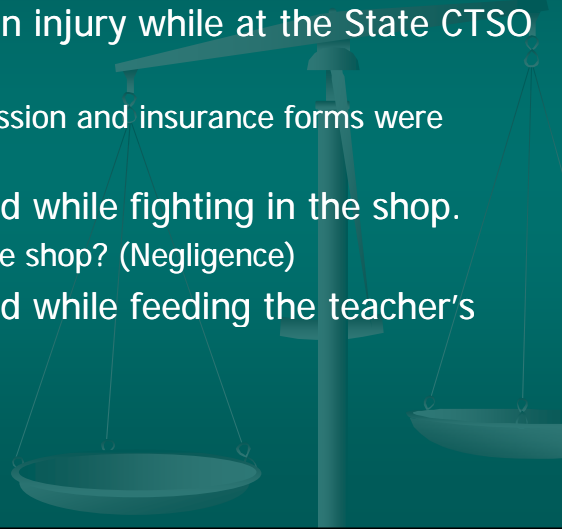 n injury while at the State CTSO
ssion and insurance forms were
d while fighting in the shop.
e shop? (Negligence)
d while feeding the teacher's